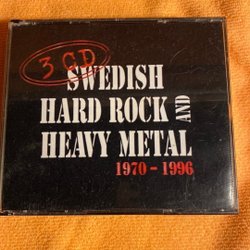 3 CD
SWEDISH
HARD ROCK AND
HEAVY METAL
1970 - 1996